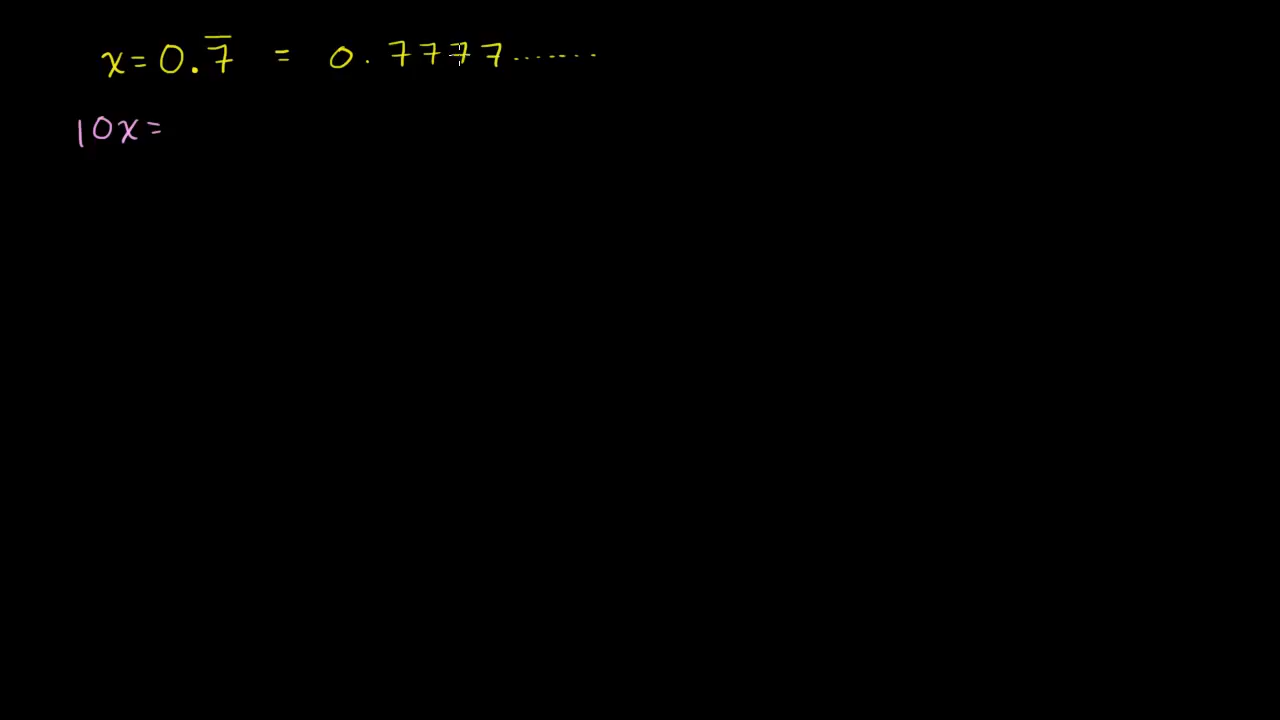 x = 0.7̅ = 0.7777.......
10x =